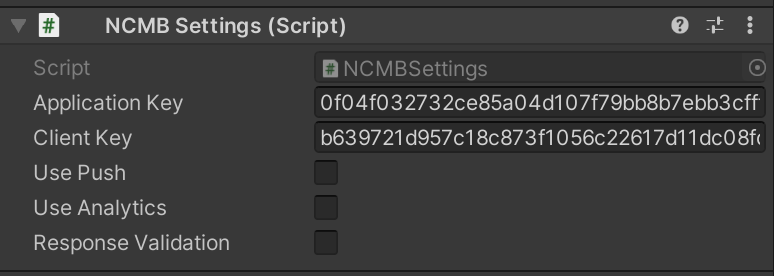 NCMB Settings (Script)
Script NCMBSettings
Application Key 0f04f032732ce85a04d107f79bb8b7ebb3cff
Client Key b639721d957c18c873f1056c22617d11dc08f
Use Push
Use Analytics
Response Validation